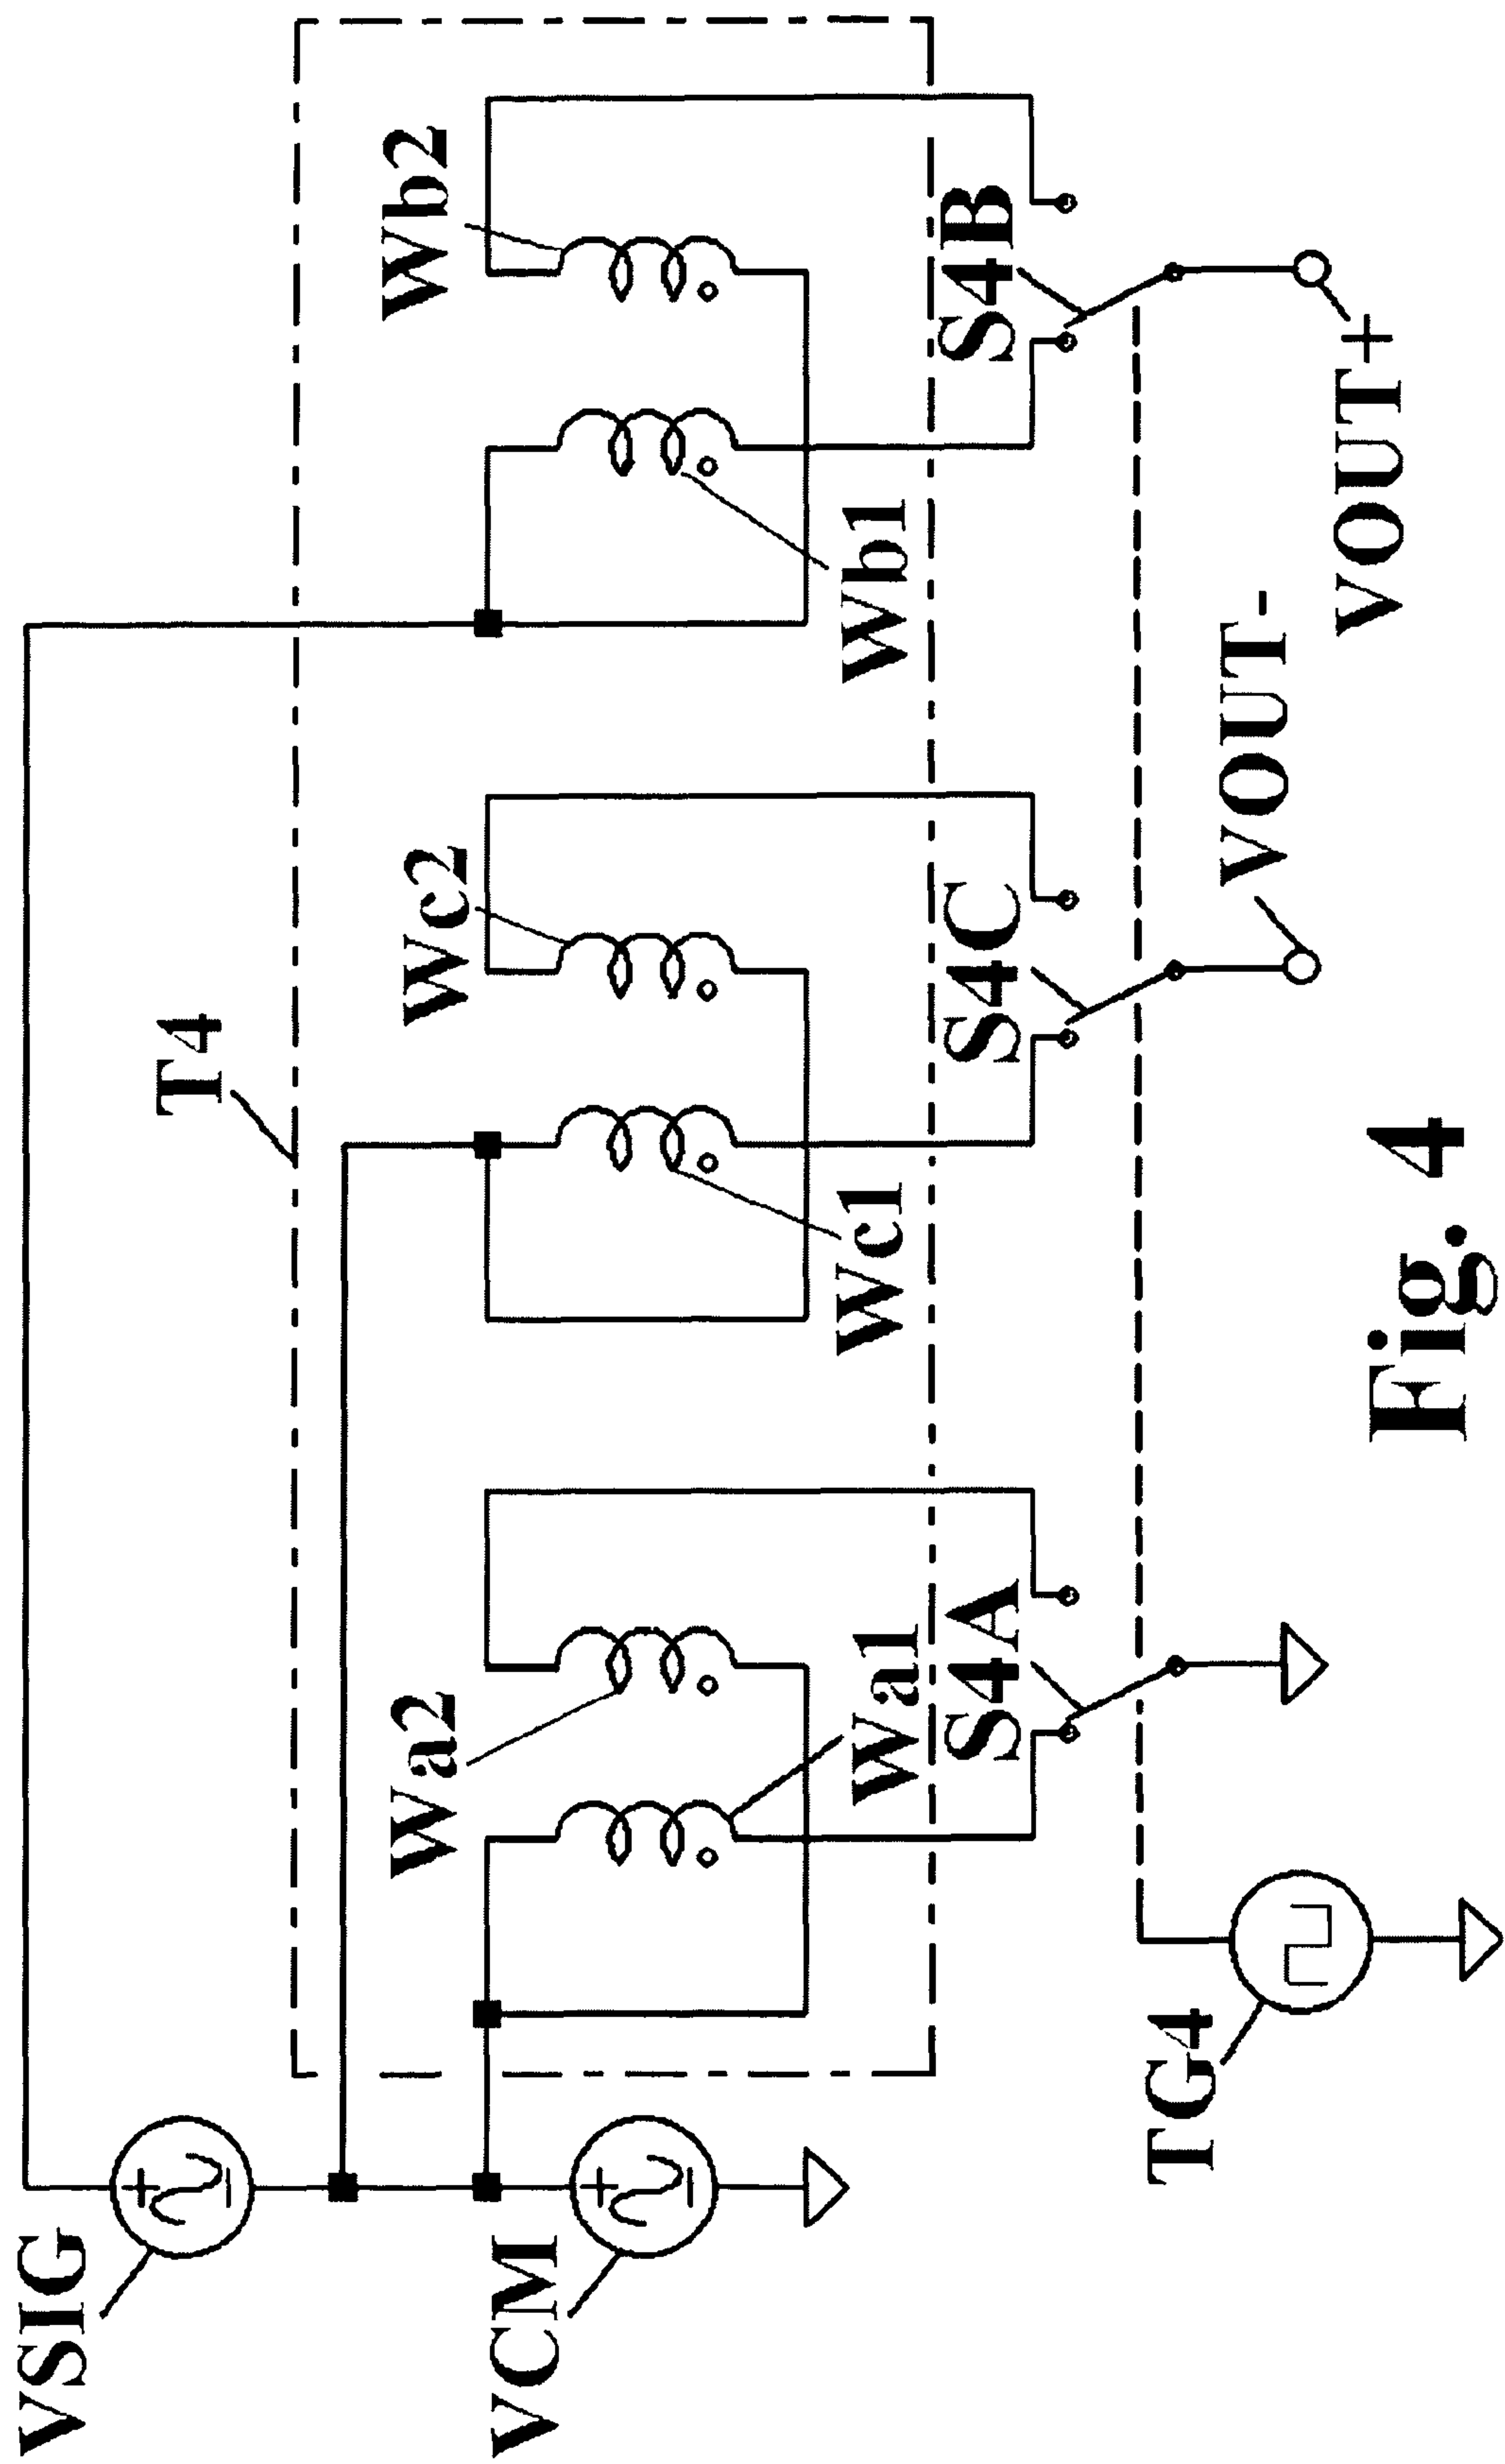 VSIG
VCM
T4
Wa2
Wa1
Wc2
Wc1
Wb2
Wb1
S4A
S4C
S4B
TG4
VOUT-
VOUT+
+
−
+
−
Fig. 4